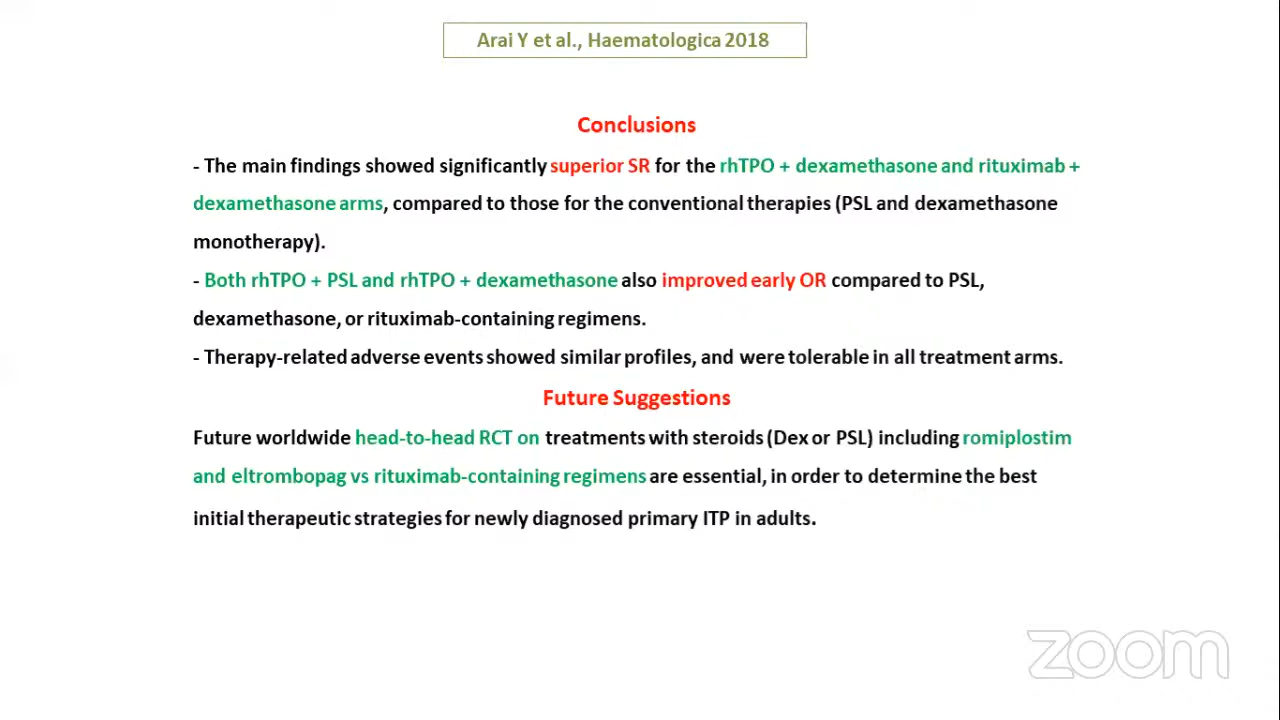 Arai Y et al., Haematologica 2018
Conclusions
- The main findings showed significantly superior SR for the rhTPO + dexamethasone and rituximab +
dexamethasone arms, compared to those for the conventional therapies (PSL and dexamethasone
monotherapy).
- Both rhTPO + PSL and rhTPO + dexamethasone also improved early OR compared to PSL,
dexamethasone, or rituximab-containing regimens.
- Therapy-related adverse events showed similar profiles, and were tolerable in all treatment arms.
Future Suggestions
Future worldwide head-to-head RCT on treatments with steroids (Dex or PSL) including romiplostim
and eltrombopag vs rituximab-containing regimens are essential, in order to determine the best
initial therapeutic strategies for newly diagnosed primary ITP in adults.
zoom